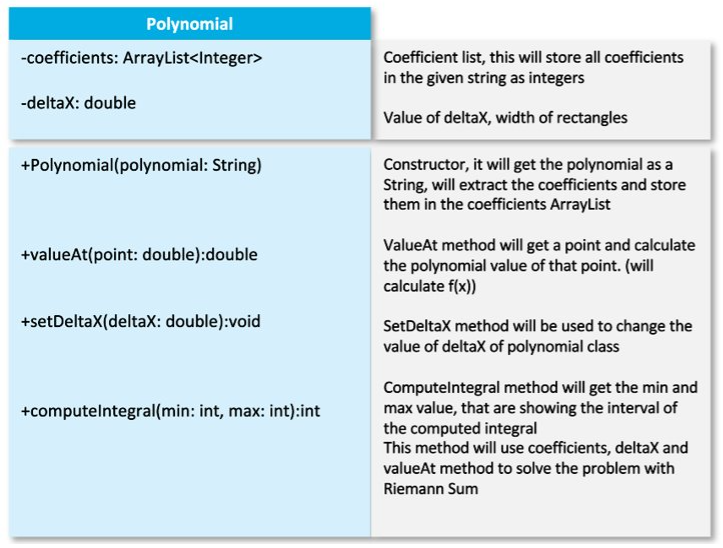 Polynomial
-coefficients: ArrayList<Integer>
Coefficient list, this will store all coefficients
in the given string as integers
-deltaX: double
Value of deltaX, width of rectangles
+Polynomial(polynomial: String)
Constructor, it will get the polynomial as a
String, will extract the coefficients and store
them in the coefficients ArrayList
+valueAt(point: double):double
ValueAt method will get a point and calculate
the polynomial value of that point. (will
calculate f(x))
+setDeltaX(deltaX: double):void
SetDeltaX method will be used to change the
value of deltaX of polynomial class
+computeIntegral(min: int, max: int):int
ComputeIntegral method will get the min and
max value, that are showing the interval of
the computed integral
This method will use coefficients, deltaX and
valueAt method to solve the problem with
Riemann Sum